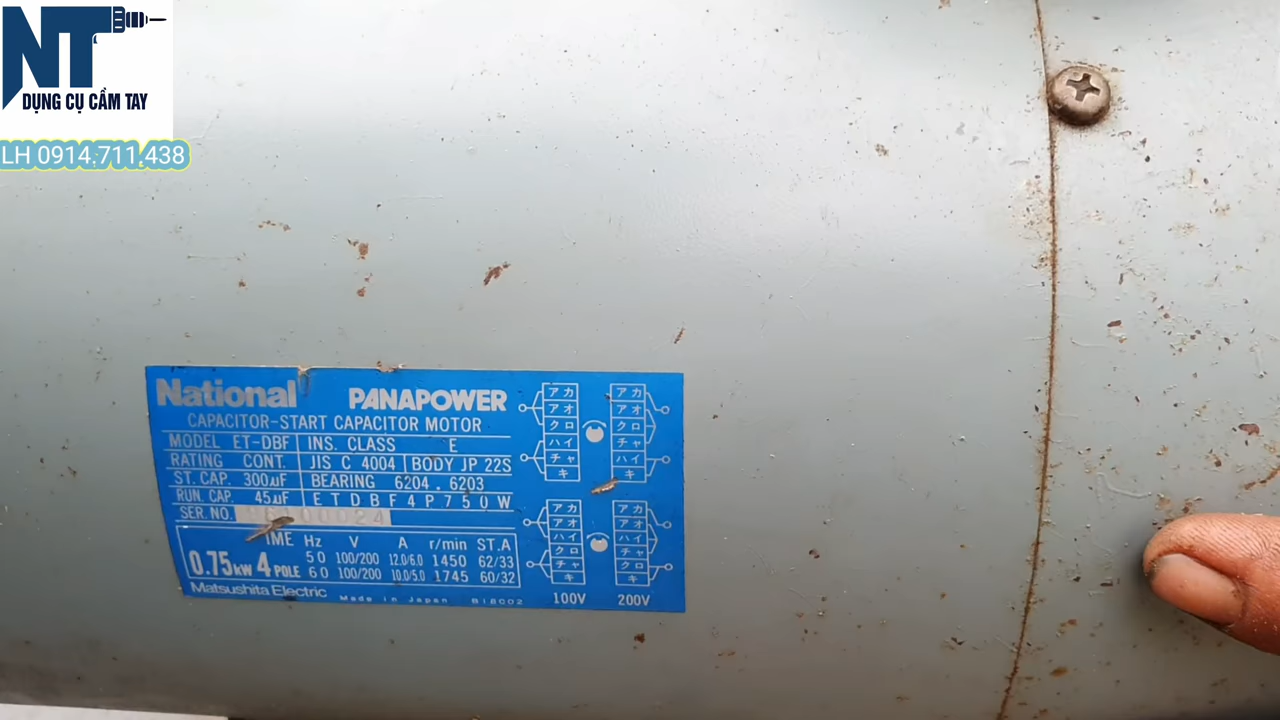 NT
DỤNG CỤ CẦM TAY
LH 0914.711.438
National PANAPOWER
CAPACITOR-START CAPACITOR MOTOR
MODEL ET-DBF INS. CLASS E
RATING CONT. JIS C 4004 BODY JP 22S
ST. CAP. 300μF BEARING 6204 . 6203
RUN. CAP. 45μF ETDBF4P750W
SER. NO.
Hz V A r/min ST.A
0.75kW 4 POLE
50 100/200 12.0/6.0 1450 62/33
60 100/200 10.0/5.0 1745 60/32
Matsushita Electric Made in Japan
アカ
アオ
クロ
ハイ
チャ
キ
アカ
アオ
クロ
チャ
ハイ
キ
アカ
アオ
ハイ
クロ
チャ
キ
アカ
アオ
ハイ
チャ
クロ
キ
100V 200V